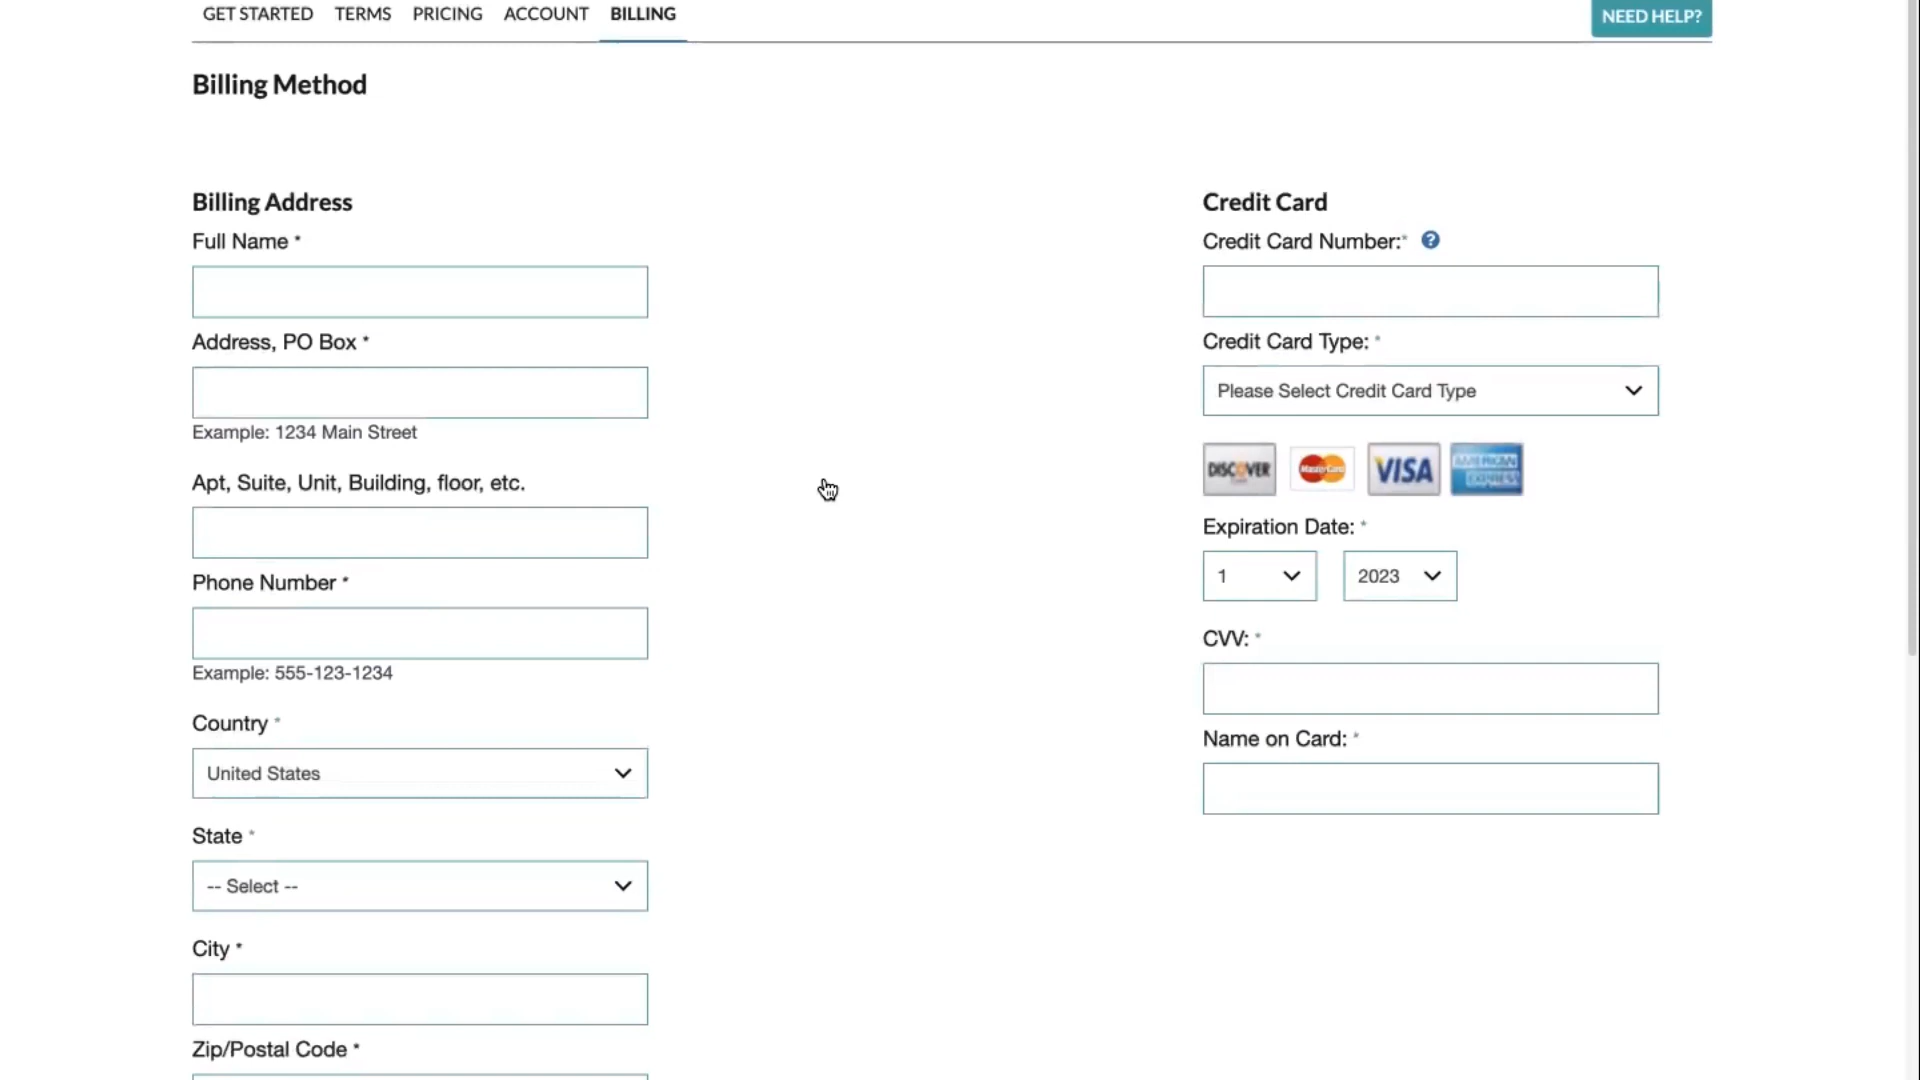 GET STARTED TERMS PRICING ACCOUNT BILLING NEED HELP?
Billing Method
Billing Address
Full Name *
Address, PO Box *
Example: 1234 Main Street
Apt, Suite, Unit, Building, floor, etc.
Phone Number *
Example: 555-123-1234
Country *
United States
State *
-- Select --
City *
Zip/Postal Code *
Credit Card
Credit Card Number:* ?
Credit Card Type: *
Please Select Credit Card Type
DISCOVER MasterCard VISA AMERICAN EXPRESS
Expiration Date: *
1 2023
CVV: *
Name on Card: *